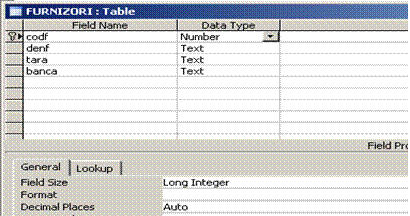 FURNIZORI : Table
Field Name Data Type
codf Number
denf Text
tara Text
banca Text
Field Pro
General Lookup
Field Size Long Integer
Format
Decimal Places Auto